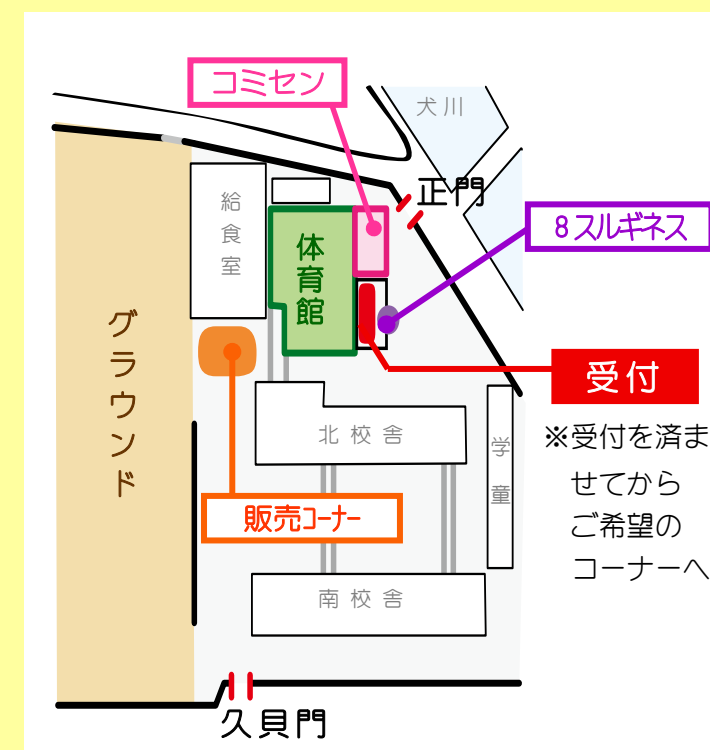 コミセン
犬川
正門
給食室
体育館
8スルギネス
グラウンド
受付
北校舎
学童
※受付を済ま
せてから
ご希望の
コーナーへ
販売コーナー
南校舎
久貝門